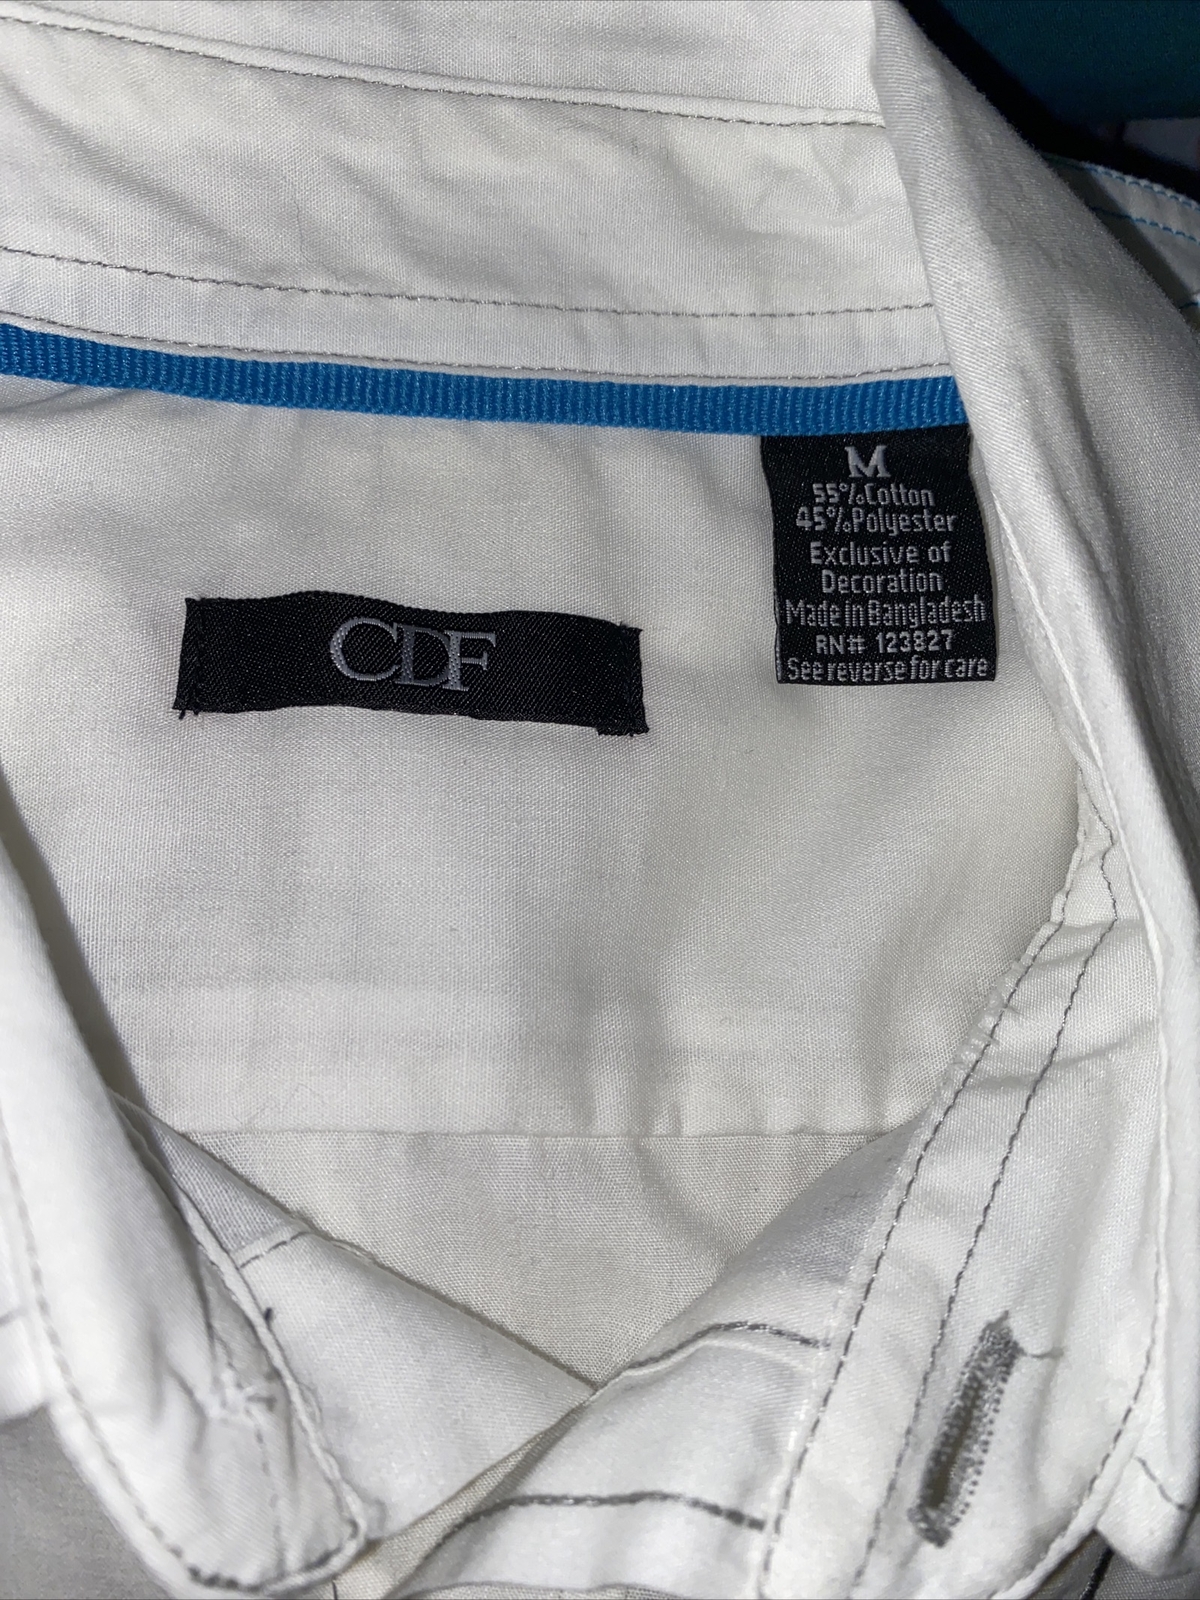 CDF
M
55%Cotton
45%Polyester
Exclusive of
Decoration
Made in Bangladesh
RN# 123827
See reverse for care